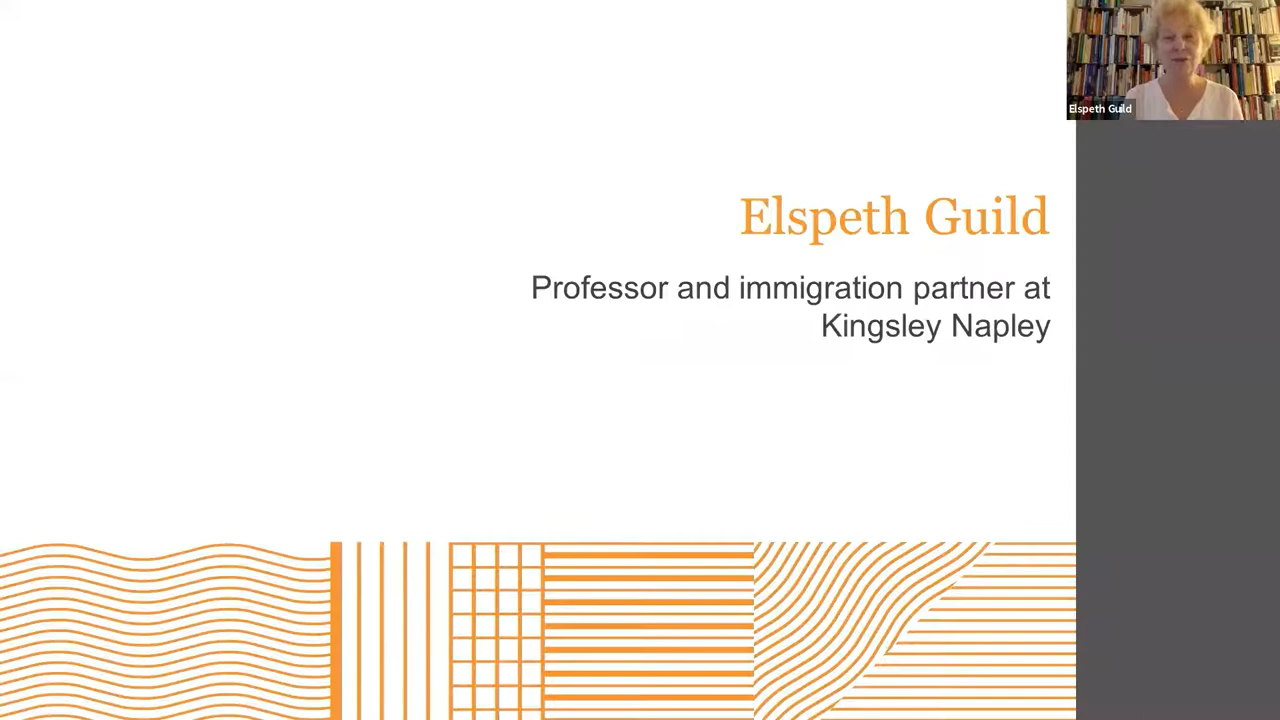 Elspeth Guild
Elspeth Guild
Professor and immigration partner at
Kingsley Napley